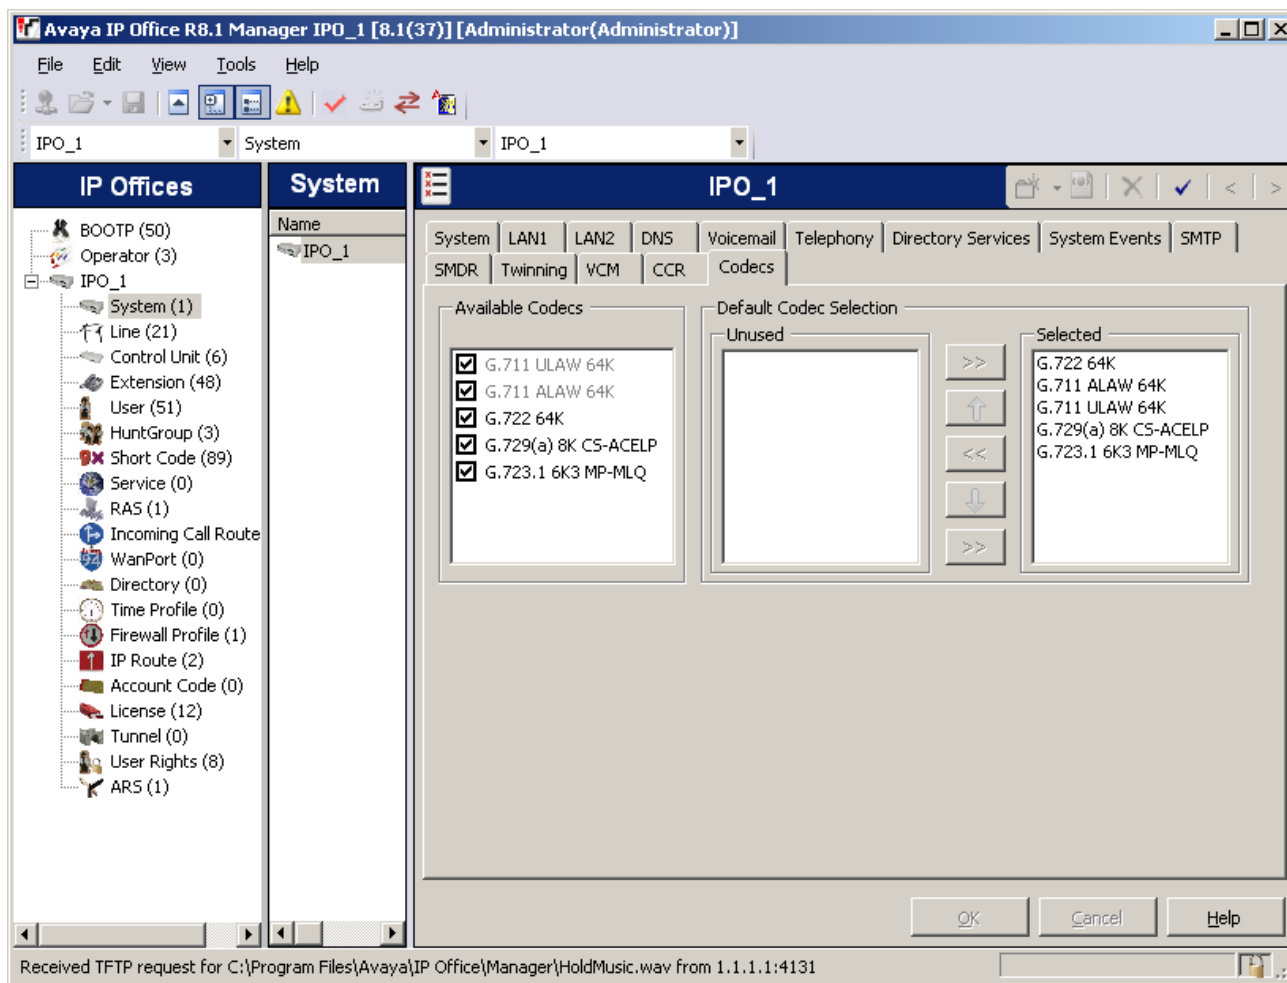 Avaya IP Office R8.1 Manager IPO_1 [8.1(37)] [Administrator(Administrator)]
File Edit View Tools Help
IPO_1 System IPO_1
IP Offices
BOOTP (50)
Operator (3)
IPO_1
System (1)
Line (21)
Control Unit (6)
Extension (48)
User (51)
HuntGroup (3)
Short Code (89)
Service (0)
RAS (1)
Incoming Call Route
WanPort (0)
Directory (0)
Time Profile (0)
Firewall Profile (1)
IP Route (2)
Account Code (0)
License (12)
Tunnel (0)
User Rights (8)
ARS (1)
System
Name
IPO_1
IPO_1
< >
System LAN1 LAN2 DNS Voicemail Telephony Directory Services System Events SMTP
SMDR Twinning VCM CCR Codecs
Available Codecs
G.711 ULAW 64K
G.711 ALAW 64K
G.722 64K
G.729(a) 8K CS-ACELP
G.723.1 6K3 MP-MLQ
Default Codec Selection
Unused
>>
<<
>>
Selected
G.722 64K
G.711 ALAW 64K
G.711 ULAW 64K
G.729(a) 8K CS-ACELP
G.723.1 6K3 MP-MLQ
OK Cancel Help
Received TFTP request for C:\Program Files\Avaya\IP Office\Manager\HoldMusic.wav from 1.1.1.1:4131